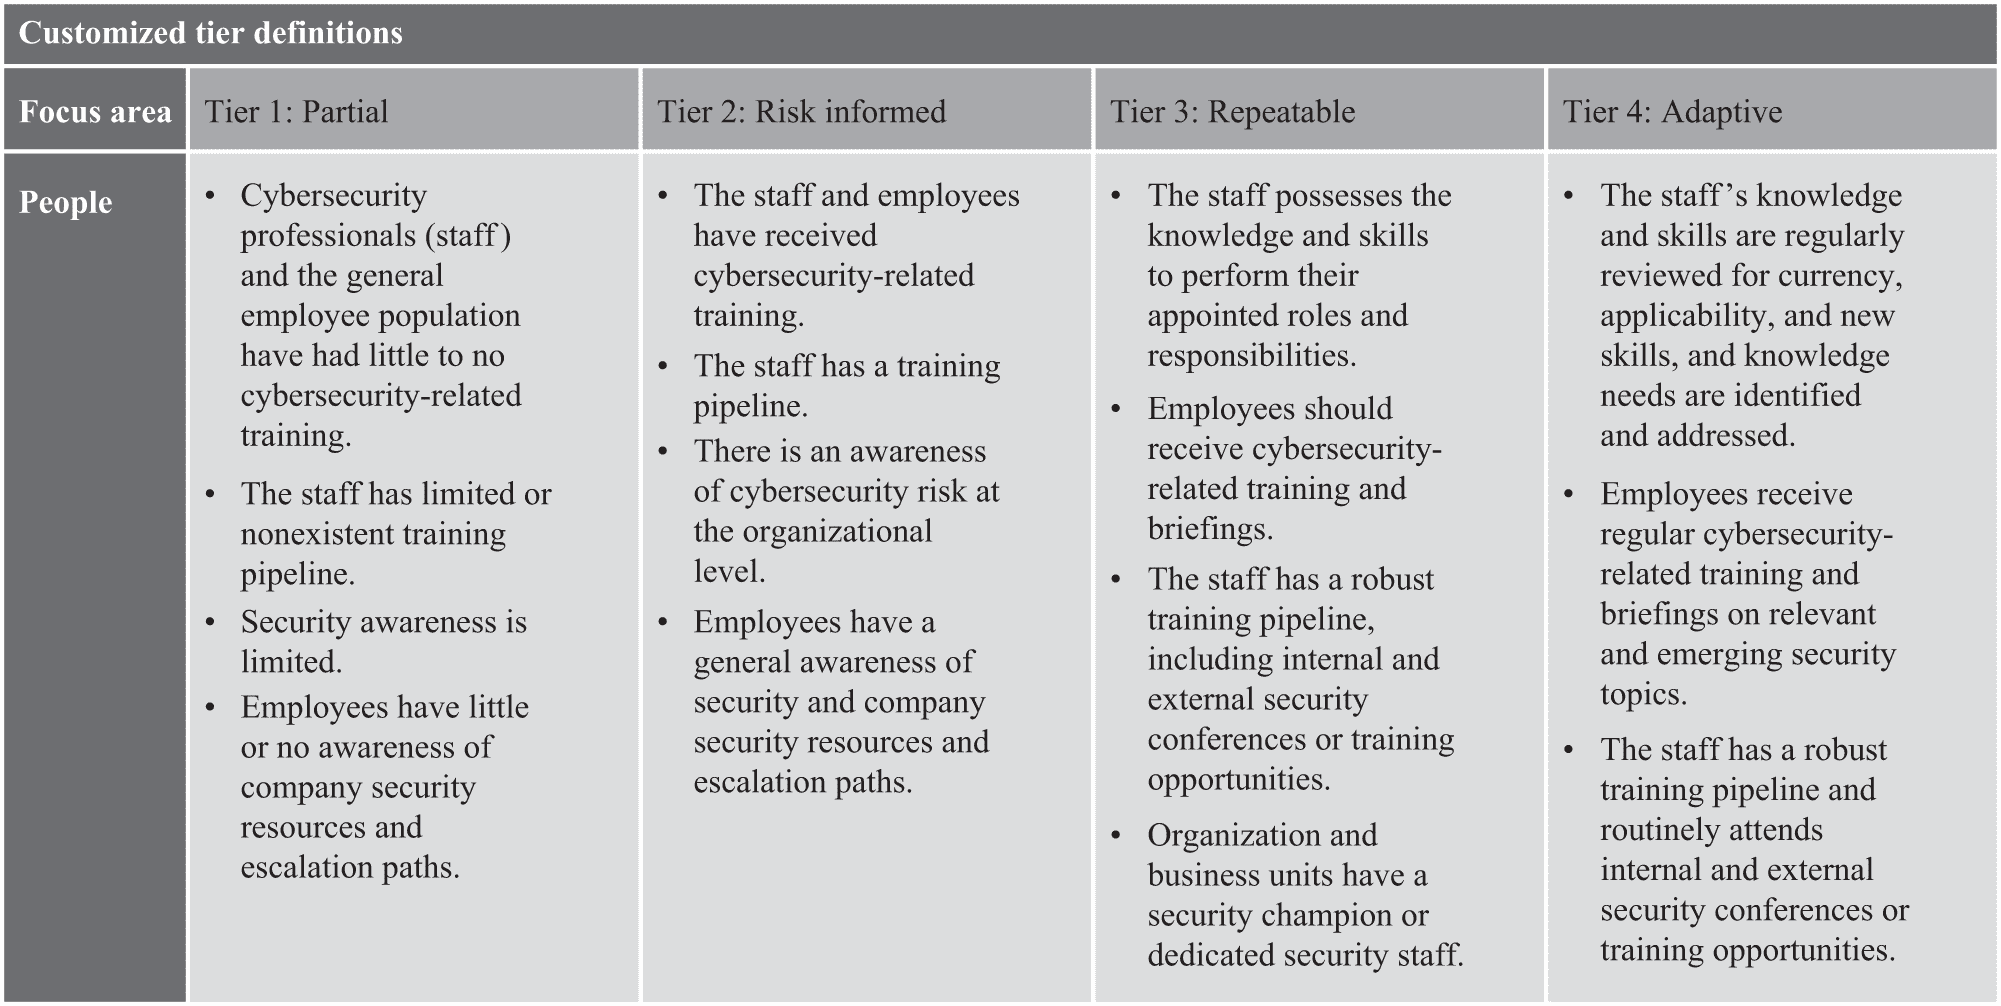 Customized tier definitions
Focus area
Tier 1: Partial
Tier 2: Risk informed
Tier 3: Repeatable
Tier 4: Adaptive
People
• Cybersecurity
professionals (staff)
and the general
employee population
have had little to no
cybersecurity-related
training.
• The staff has limited or
nonexistent training
pipeline.
• Security awareness is
limited.
• Employees have little
or no awareness of
company security
resources and
escalation paths.
• The staff and employees
have received
cybersecurity-related
training.
• The staff has a training
pipeline.
• There is an awareness
of cybersecurity risk at
the organizational
level.
• Employees have a
general awareness of
security and company
security resources and
escalation paths.
• The staff possesses the
knowledge and skills
to perform their
appointed roles and
responsibilities.
• Employees should
receive cybersecurity-
related training and
briefings.
• The staff has a robust
training pipeline,
including internal and
external security
conferences or training
opportunities.
• Organization and
business units have a
security champion or
dedicated security staff.
• The staff’s knowledge
and skills are regularly
reviewed for currency,
applicability, and new
skills, and knowledge
needs are identified
and addressed.
• Employees receive
regular cybersecurity-
related training and
briefings on relevant
and emerging security
topics.
• The staff has a robust
training pipeline and
routinely attends
internal and external
security conferences or
training opportunities.